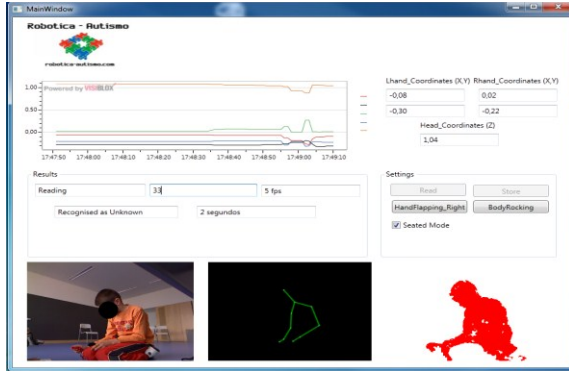 MainWindow
Robotica - Autismo
robotica-autismo.com
Powered by VISIBLOX
1.00
0.50
0.00
17:47:50 17:48:00 17:48:10 17:48:20 17:48:30 17:48:40 17:48:50 17:49:00 17:49:10
Lhand_Coordinates (X,Y) Rhand_Coordinates (X,Y)
-0,08 0,02
-0,30 -0,22
Head_Coordinates (Z)
1,04
Results
Reading 33 5 fps
Recognised as Unknown 2 segundos
Settings
Read Store
HandFlapping_Right BodyRocking
Seated Mode